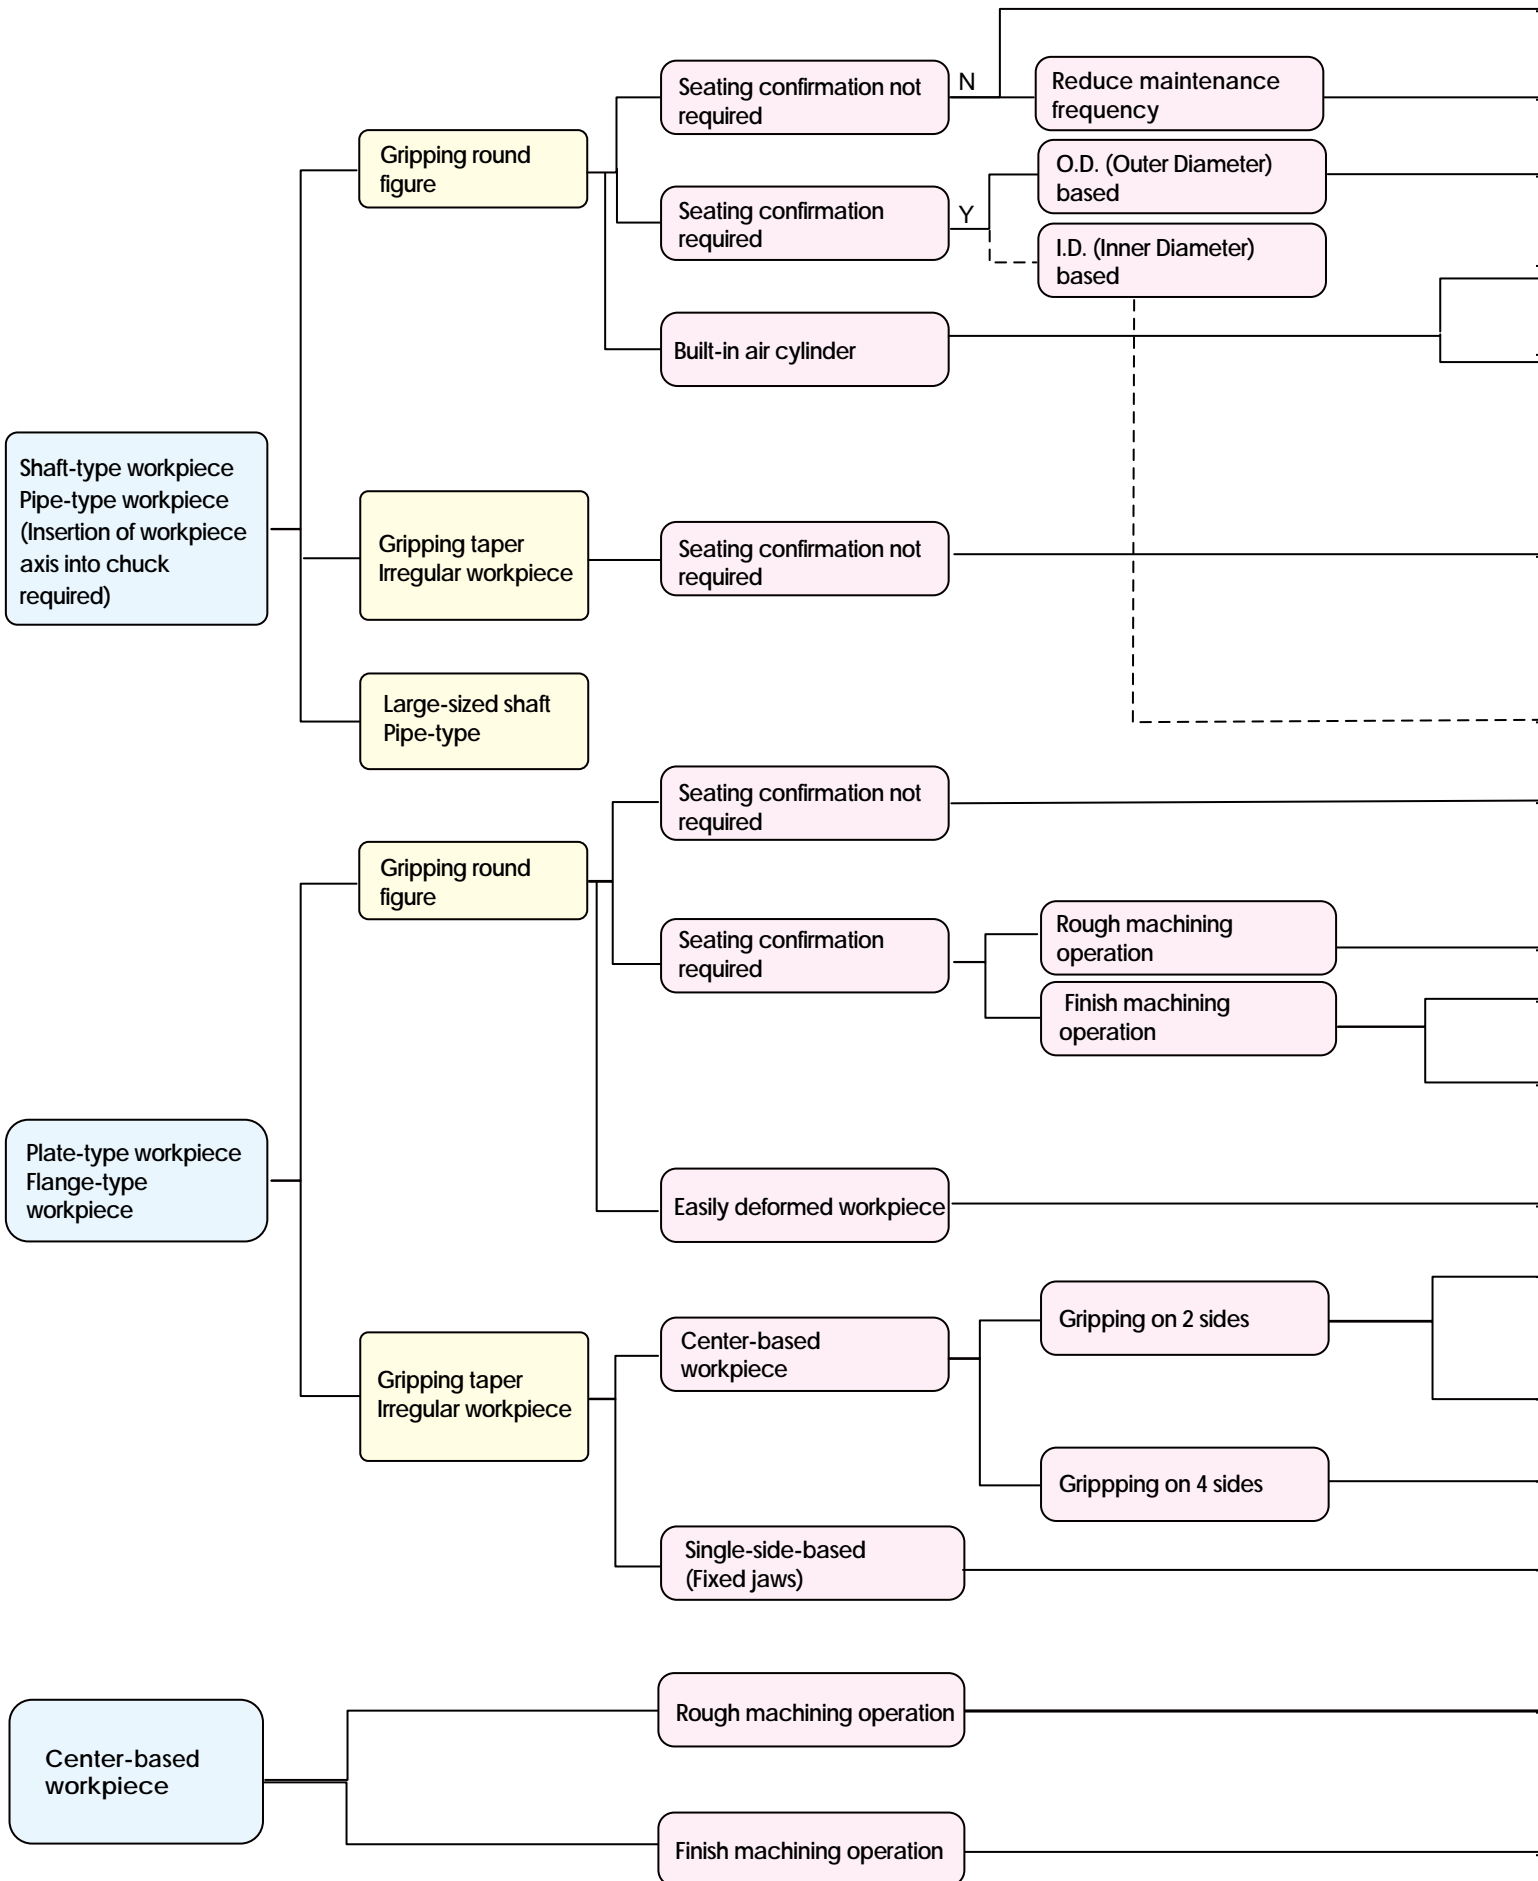 Shaft-type workpiece
Pipe-type workpiece
(Insertion of workpiece
axis into chuck
required)
Gripping round
figure
Seating confirmation not
required
N
Reduce maintenance
frequency
Seating confirmation
required
Y
O.D. (Outer Diameter)
based
I.D. (Inner Diameter)
based
Built-in air cylinder
Gripping taper
Irregular workpiece
Seating confirmation not
required
Large-sized shaft
Pipe-type
Plate-type workpiece
Flange-type
workpiece
Gripping round
figure
Seating confirmation not
required
Seating confirmation
required
Rough machining
operation
Finish machining
operation
Easily deformed workpiece
Gripping taper
Irregular workpiece
Center-based
workpiece
Gripping on 2 sides
Grippping on 4 sides
Single-side-based
(Fixed jaws)
Center-based
workpiece
Rough machining operation
Finish machining operation